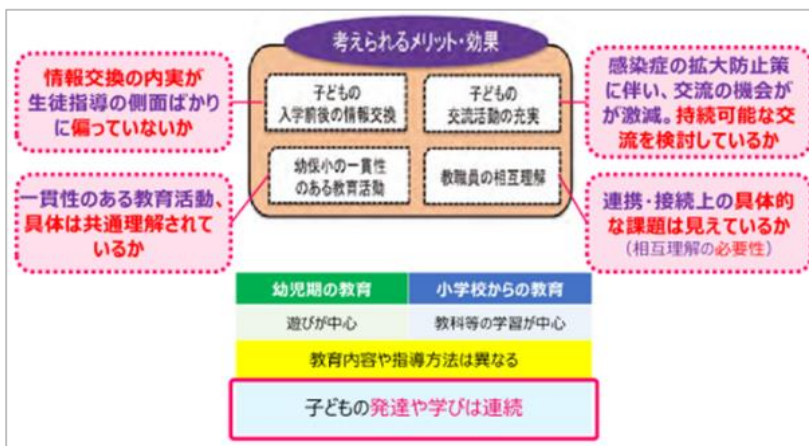 考えられるメリット・効果
情報交換の内実が
生徒指導の側面ばかり
に偏っていないか
子どもの
入学前後の情報交換
子どもの
交流活動の充実
感染症の拡大防止策
に伴い、交流の機会が
が激減。持続可能な交
流を検討しているか
一貫性のある教育活動、
具体は共通理解されて
いるか
幼保小の一貫性
のある教育活動
教職員の相互理解
連携・接続上の具体的
な課題は見えているか
(相互理解の必要性)
幼児期の教育
小学校からの教育
遊びが中心
教科等の学習が中心
教育内容や指導方法は異なる
子どもの発達や学びは連続